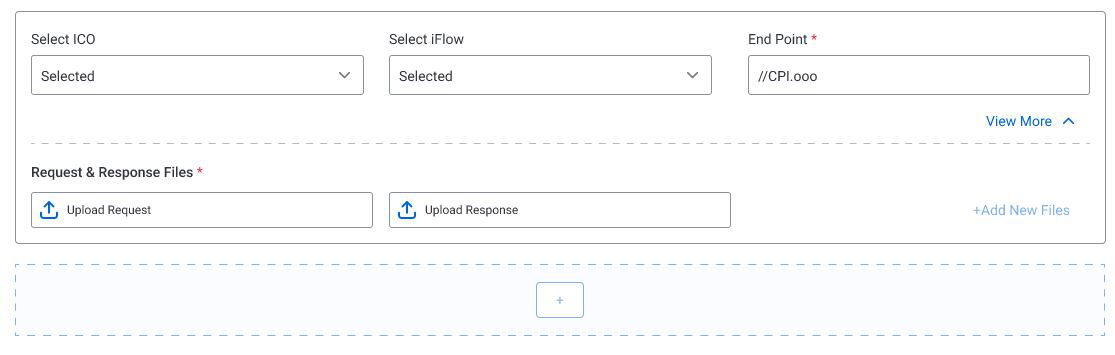 Select ICO
Select iFlow
End Point *
Selected
Selected
//CPI.ooo
View More
Request & Response Files *
Upload Request
Upload Response
+Add New Files
+